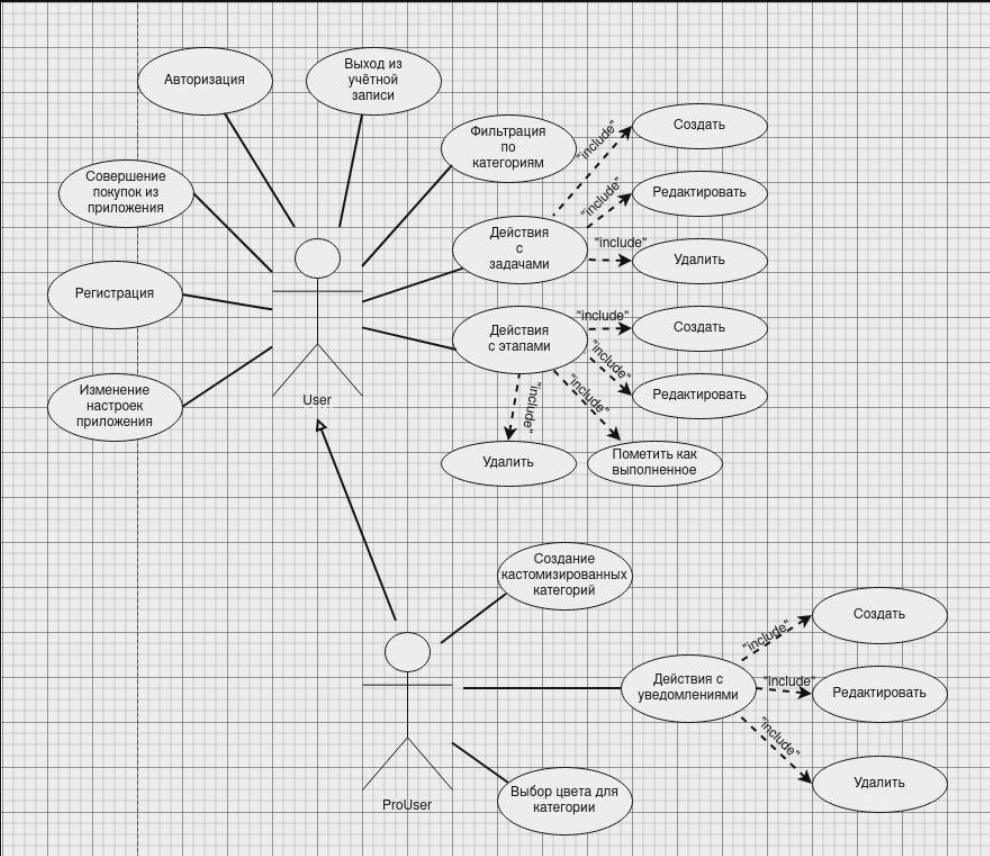 Авторизация
Выход из
учётной
записи
Фильтрация
по
категориям
"include"
Создать
Совершение
покупок из
приложения
"include"
Редактировать
Действия
с
задачами
"include"
Удалить
Регистрация
Действия
с этапами
"include"
Создать
"include"
Редактировать
Изменение
настроек
приложения
User
"include"
"include"
Удалить
Пометить как
выполненное
Создание
кастомизированных
категорий
"include"
Создать
Действия с
уведомлениями
"include"
Редактировать
"include"
Удалить
Выбор цвета для
категории
ProUser